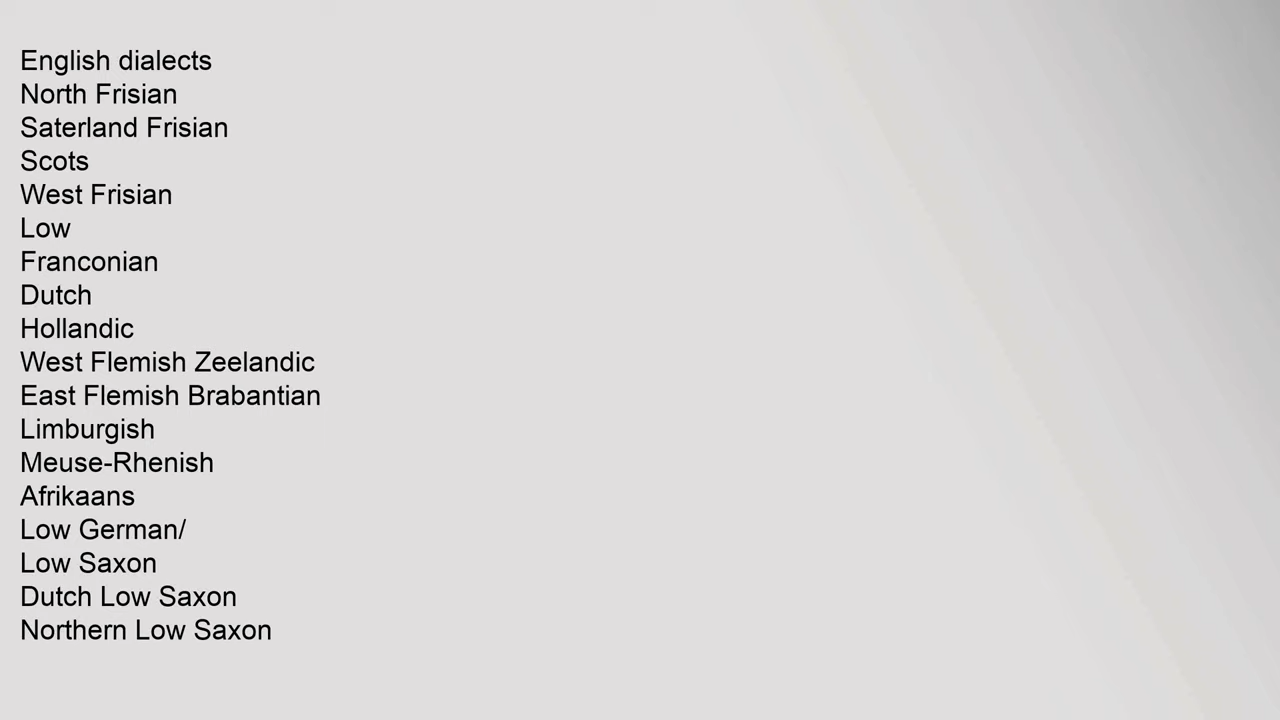 English dialects
North Frisian
Saterland Frisian
Scots
West Frisian
Low
Franconian
Dutch
Hollandic
West Flemish Zeelandic
East Flemish Brabantian
Limburgish
Meuse-Rhenish
Afrikaans
Low German/
Low Saxon
Dutch Low Saxon
Northern Low Saxon